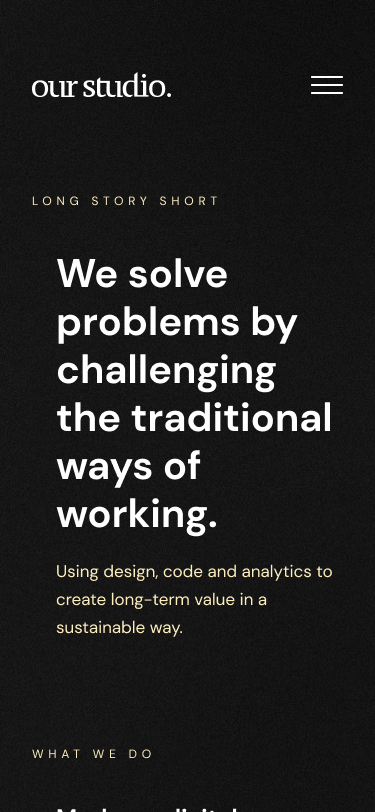 our studio.
LONG STORY SHORT
We solve
problems by
challenging
the traditional
ways of
working.
Using design, code and analytics to
create long-term value in a
sustainable way.
WHAT WE DO